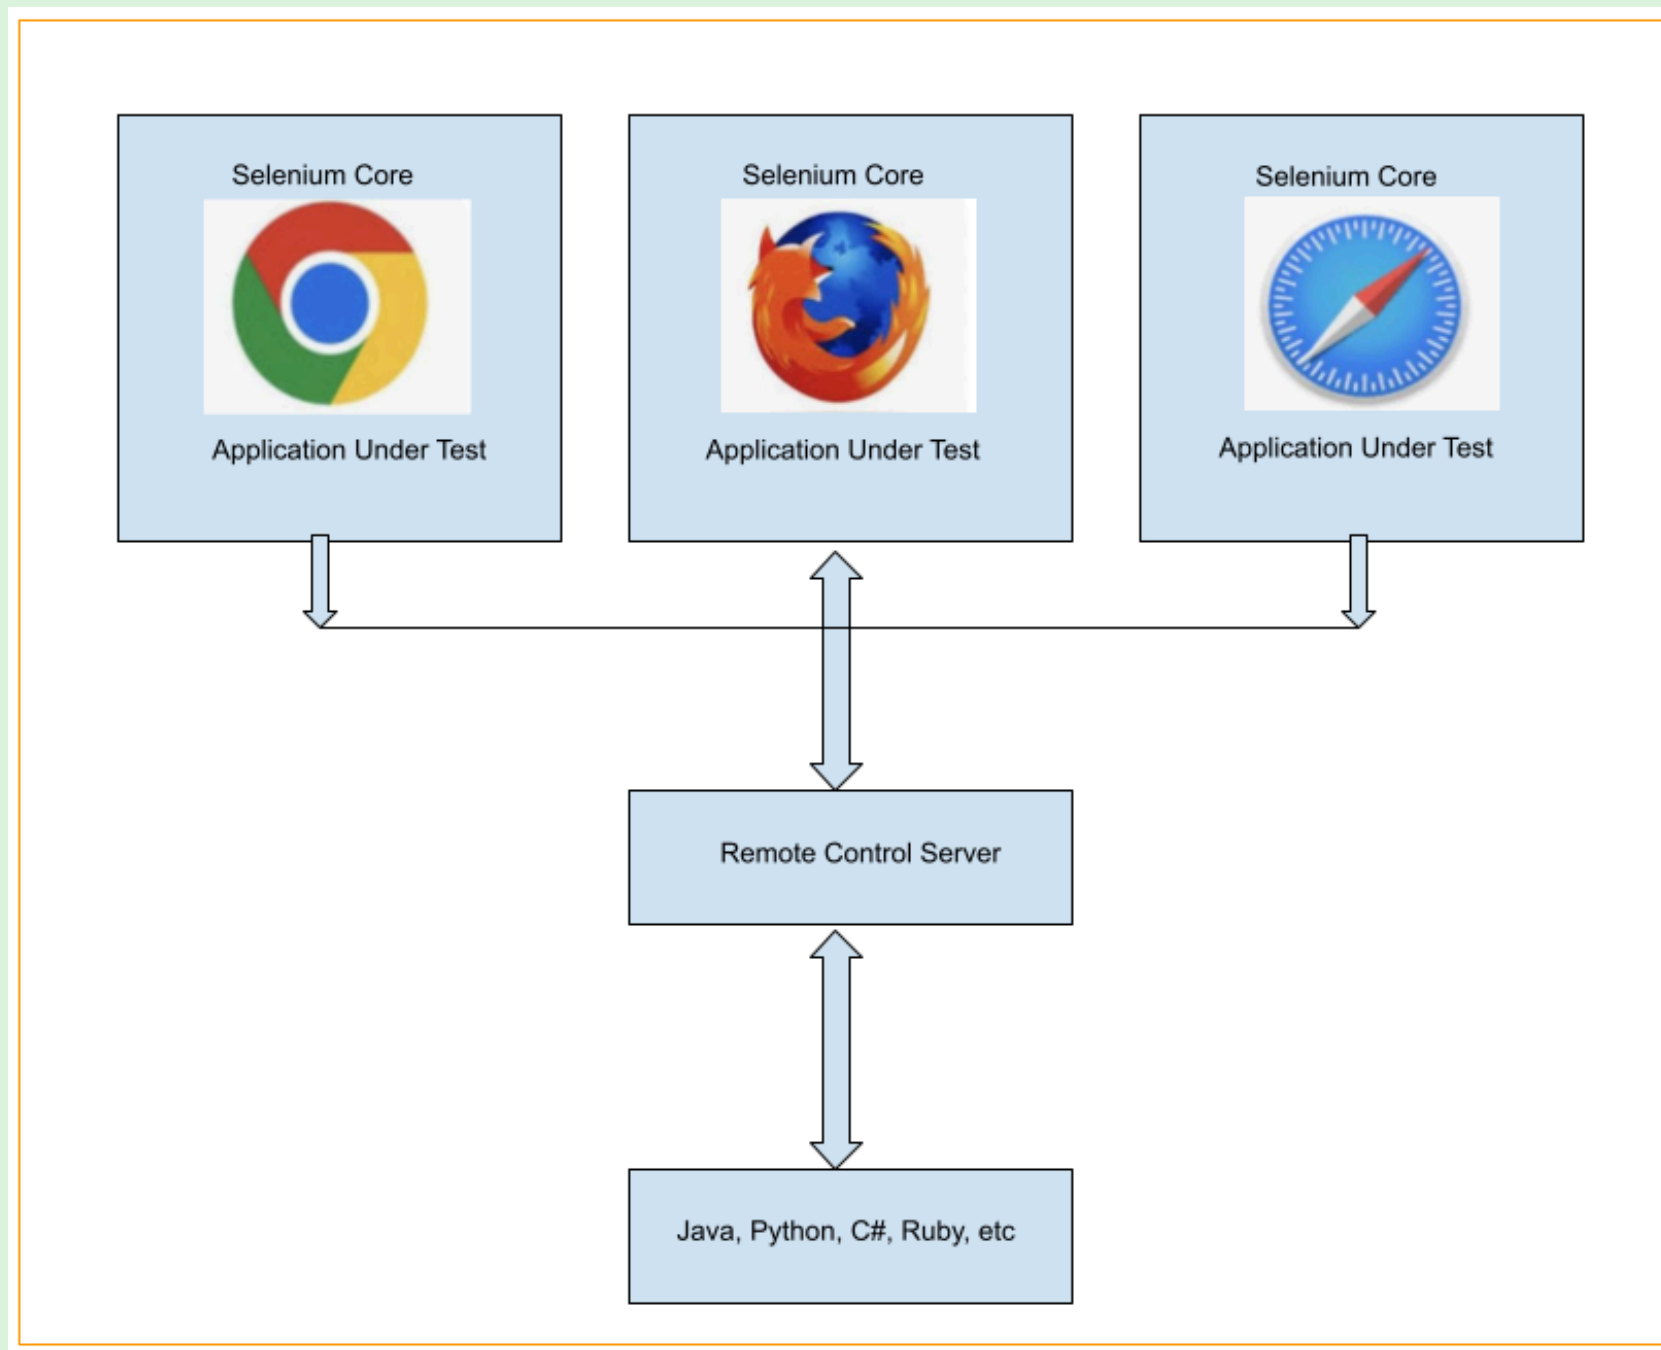 Selenium Core
Selenium Core
Selenium Core
Application Under Test
Application Under Test
Application Under Test
Remote Control Server
Java, Python, C#, Ruby, etc